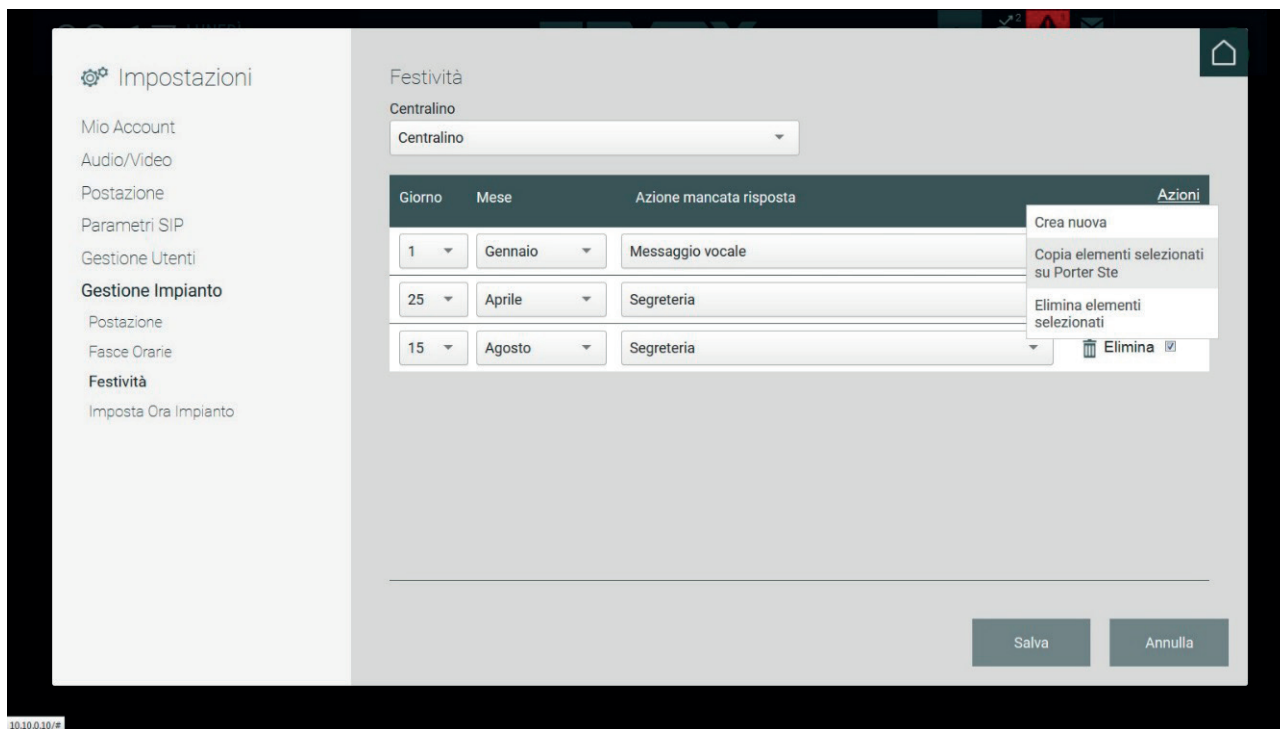 Impostazioni
Mio Account
Audio/Video
Postazione
Parametri SIP
Gestione Utenti
Gestione Impianto
Postazione
Fasce Orarie
Festività
Imposta Ora Impianto
Festività
Centralino
Centralino
Giorno Mese Azione mancata risposta Azioni
Crea nuova
Copia elementi selezionati
su Porter Ste
Elimina elementi
selezionati
1 Gennaio Messaggio vocale
25 Aprile Segreteria
15 Agosto Segreteria Elimina
Salva Annulla
10.10.0.10/#